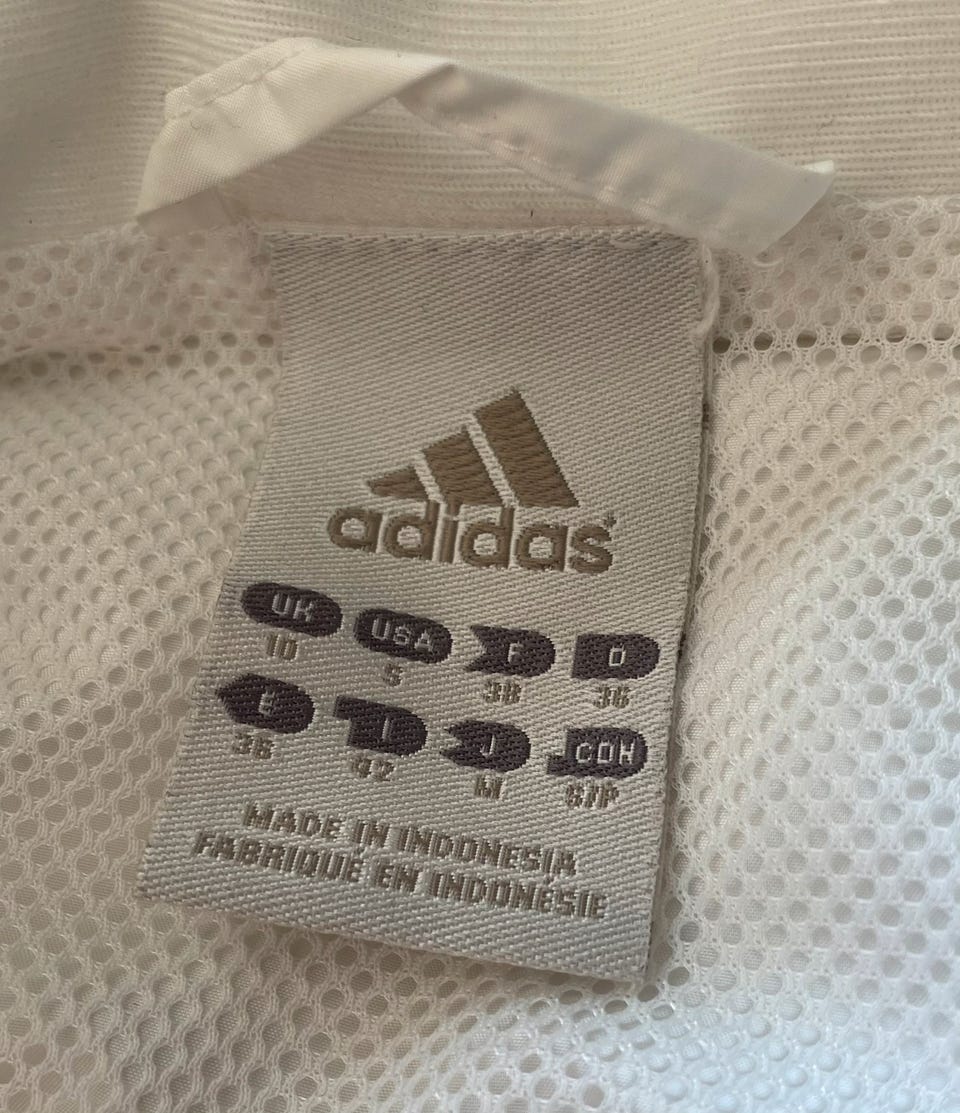 adidas
UK USA F D
10 S 38 36
E I J CDN
36 42 M S/P
MADE IN INDONESIA
FABRIQUÉ EN INDONÉSIE